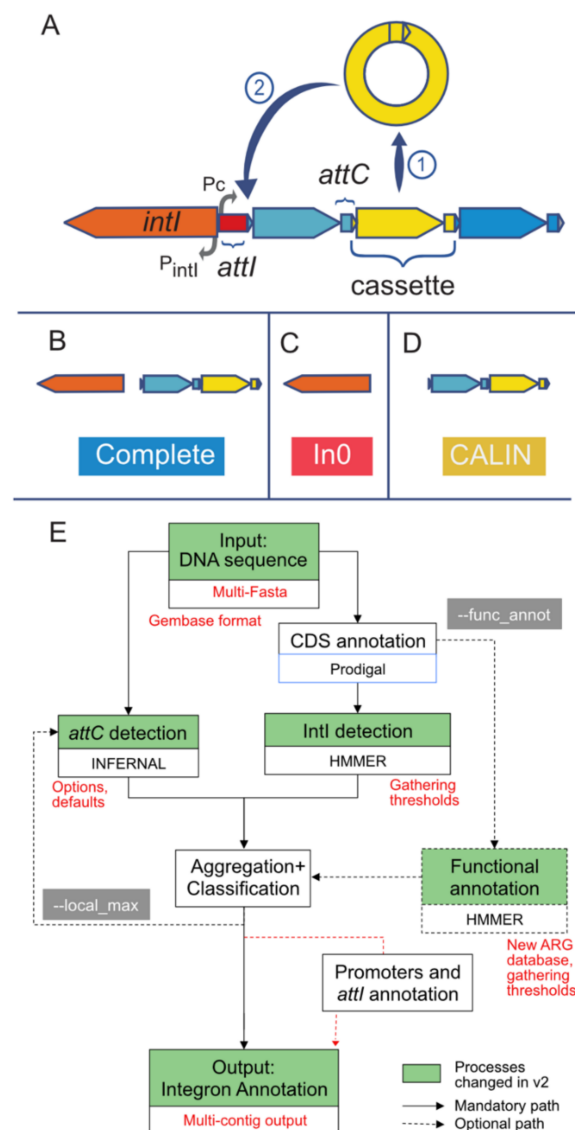 A
2
1
attC
Pc
intI
PintI
attI
cassette
B
C
D
Complete
In0
CALIN
E
Input:
DNA sequence
Multi-Fasta
Gembase format
--func_annot
CDS annotation
Prodigal
attC detection
INFERNAL
Options,
defaults
IntI detection
HMMER
Gathering
thresholds
Aggregation+
Classification
--local_max
Functional
annotation
HMMER
New ARG
database,
gathering
thresholds
Promoters and
attI annotation
Output:
Integron Annotation
Multi-contig output
Processes
changed in v2
Mandatory path
Optional path